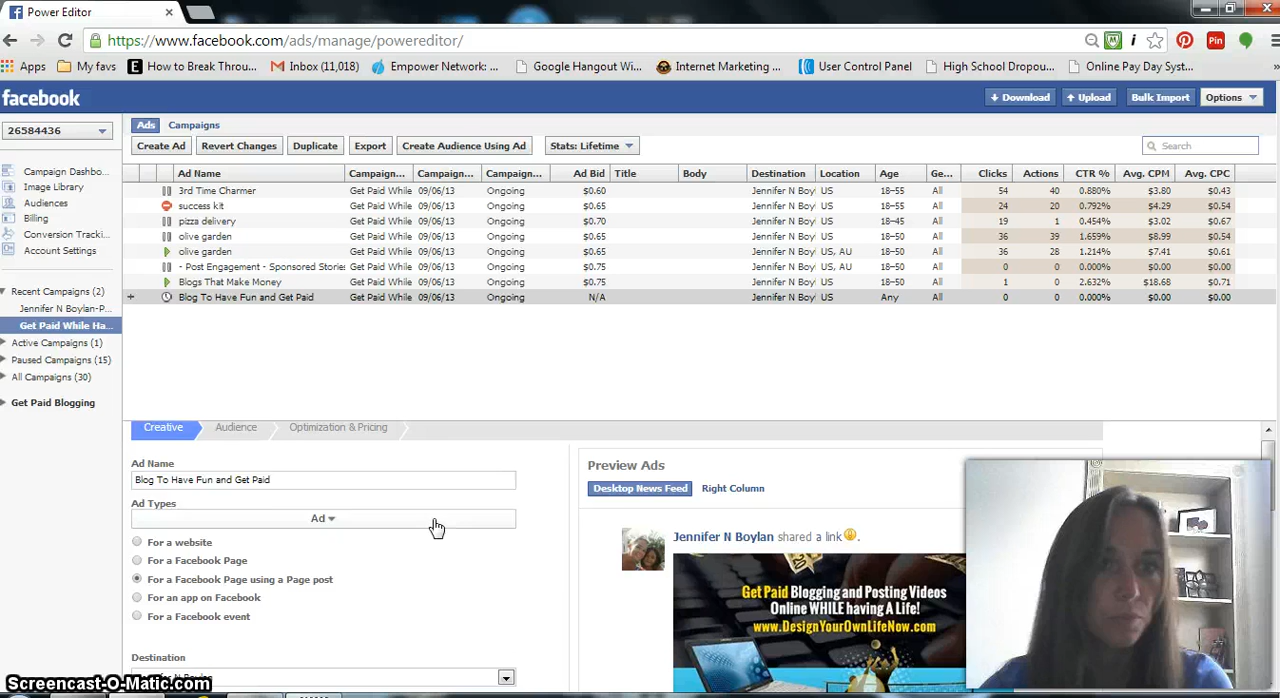 Power Editor
https://www.facebook.com/ads/manage/powereditor/
Apps My favs How to Break Throu... Inbox (11,018) Empower Network: ... Google Hangout Wi... Internet Marketing ... User Control Panel High School Dropou... Online Pay Day Syst...
facebook Download Upload Bulk Import Options
26584436 Ads Campaigns
Create Ad Revert Changes Duplicate Export Create Audience Using Ad Stats: Lifetime Search
Campaign Dashbo...
Image Library
Audiences
Billing
Conversion Trackin...
Account Settings
Recent Campaigns (2)
Jennifer N Boylan-P...
Get Paid While Ha...
Active Campaigns (1)
Paused Campaigns (15)
All Campaigns (30)
Get Paid Blogging
Ad Name Campaign... Campaign... Campaign... Ad Bid Title Body Destination Location Age Ge... Clicks Actions CTR % Avg. CPM Avg. CPC
3rd Time Charmer Get Paid While 09/06/13 Ongoing $0.60 Jennifer N Boyl US 18-55 All 54 40 0.880% $3.80 $0.43
success kit Get Paid While 09/06/13 Ongoing $0.65 Jennifer N Boyl US 18-55 All 24 20 0.792% $4.29 $0.54
pizza delivery Get Paid While 09/06/13 Ongoing $0.70 Jennifer N Boyl US 18-45 All 19 1 0.454% $3.02 $0.67
olive garden Get Paid While 09/06/13 Ongoing $0.65 Jennifer N Boyl US 18-50 All 36 39 1.659% $8.99 $0.54
olive garden Get Paid While 09/06/13 Ongoing $0.65 Jennifer N Boyl US, AU 18-50 All 36 28 1.214% $7.41 $0.61
- Post Engagement - Sponsored Stories Get Paid While 09/06/13 Ongoing $0.75 Jennifer N Boyl US, AU 18-50 All 0 0 0.000% $0.00 $0.00
Blogs That Make Money Get Paid While 09/06/13 Ongoing $0.75 Jennifer N Boyl US 18-50 All 1 0 2.632% $18.68 $0.71
Blog To Have Fun and Get Paid Get Paid While 09/06/13 Ongoing N/A Jennifer N Boyl US Any All 0 0 0.000% $0.00 $0.00
Creative Audience Optimization & Pricing
Ad Name
Blog To Have Fun and Get Paid
Ad Types
Ad
For a website
For a Facebook Page
For a Facebook Page using a Page post
For an app on Facebook
For a Facebook event
Destination
Preview Ads
Desktop News Feed Right Column
Jennifer N Boylan shared a link .
Get Paid Blogging and Posting Videos
Online WHILE having A Life!
www.DesignYourOwnLifeNow.com
Screencast-O-Matic.com